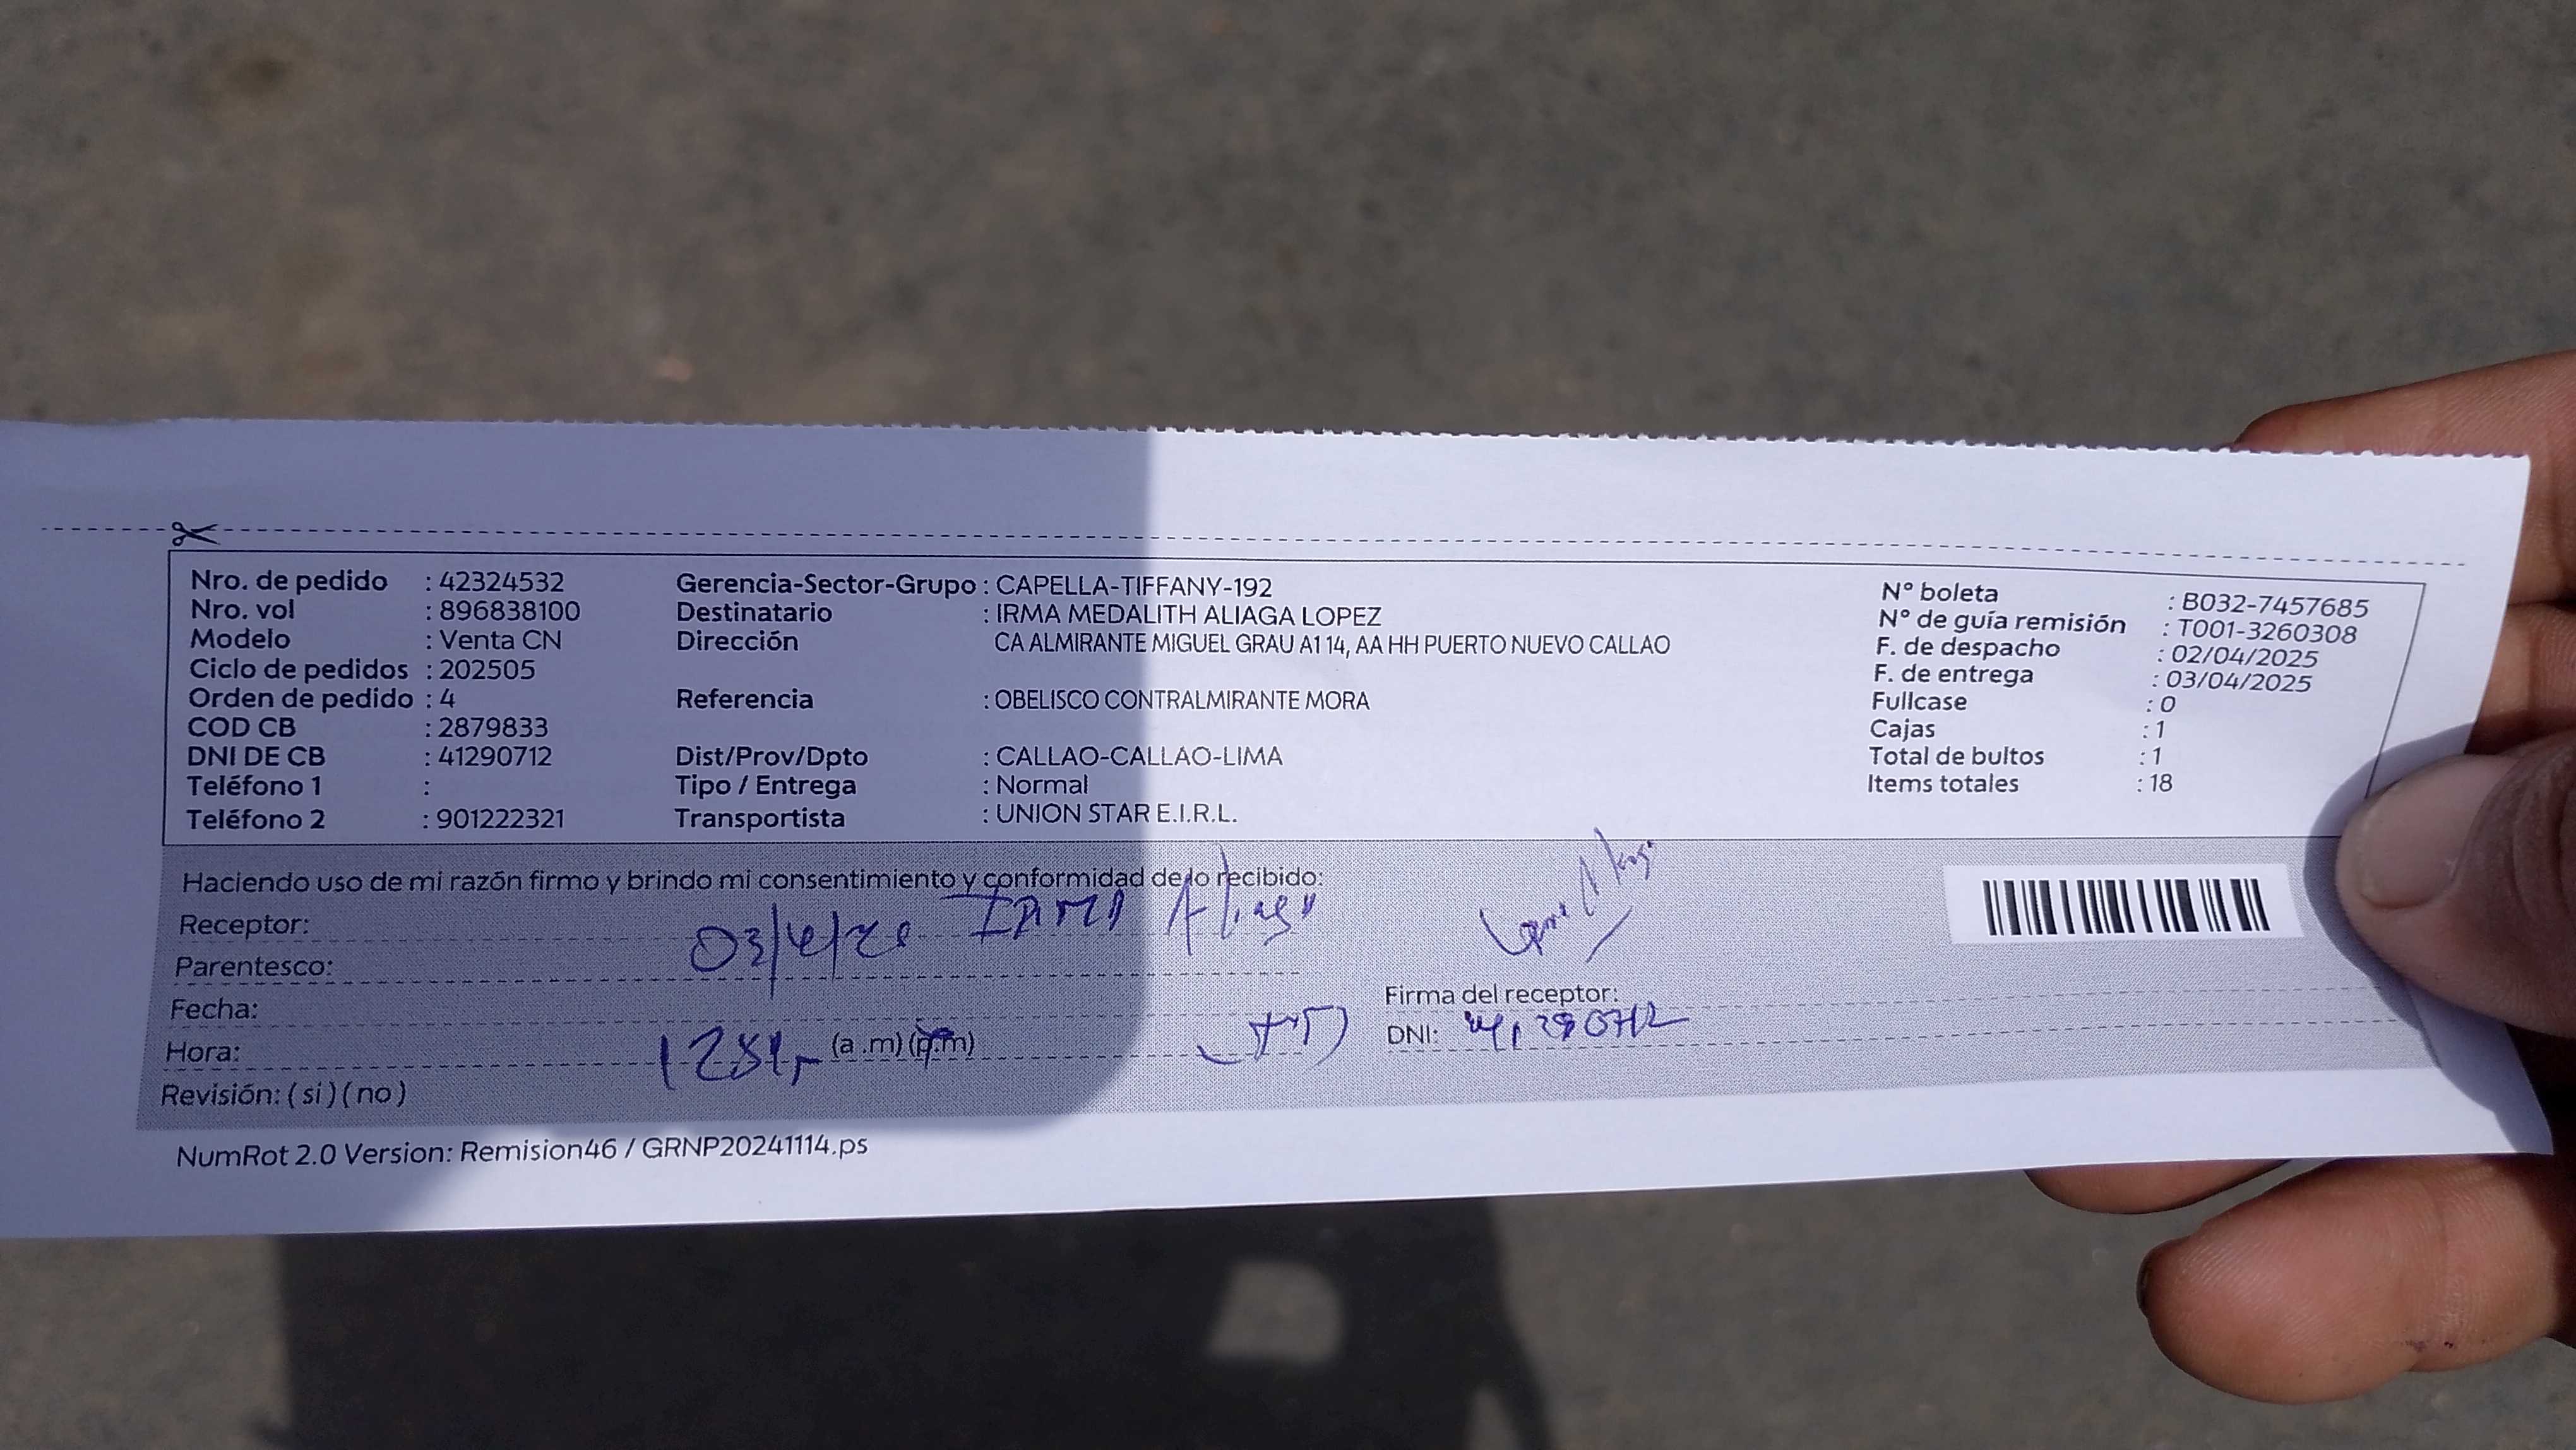 Nro. de pedido : 42324532
Nro. vol : 896838100
Modelo : Venta CN
Ciclo de pedidos : 202505
Orden de pedido : 4
COD CB : 2879833
DNI DE CB : 41290712
Teléfono 1 :
Teléfono 2 : 901222321
Gerencia-Sector-Grupo : CAPELLA-TIFFANY-192
Destinatario : IRMA MEDALITH ALIAGA LOPEZ
Dirección CA ALMIRANTE MIGUEL GRAU A1 14, AA HH PUERTO NUEVO CALLAO
Referencia : OBELISCO CONTRALMIRANTE MORA
Dist/Prov/Dpto : CALLAO-CALLAO-LIMA
Tipo / Entrega : Normal
Transportista : UNION STAR E.I.R.L.
N° boleta : B032-7457685
N° de guía remisión : T001-3260308
F. de despacho : 02/04/2025
F. de entrega : 03/04/2025
Fullcase : 0
Cajas : 1
Total de bultos : 1
Items totales : 18
Haciendo uso de mi razón firmo y brindo mi consentimiento y conformidad de lo recibido:
Receptor: IRMA Aliaga
Parentesco:
Fecha:
Hora: (a .m) (p.m)
Revisión: ( si ) ( no )
Firma del receptor:
DNI: 41290712
NumRot 2.0 Version: Remision46 / GRNP20241114.ps